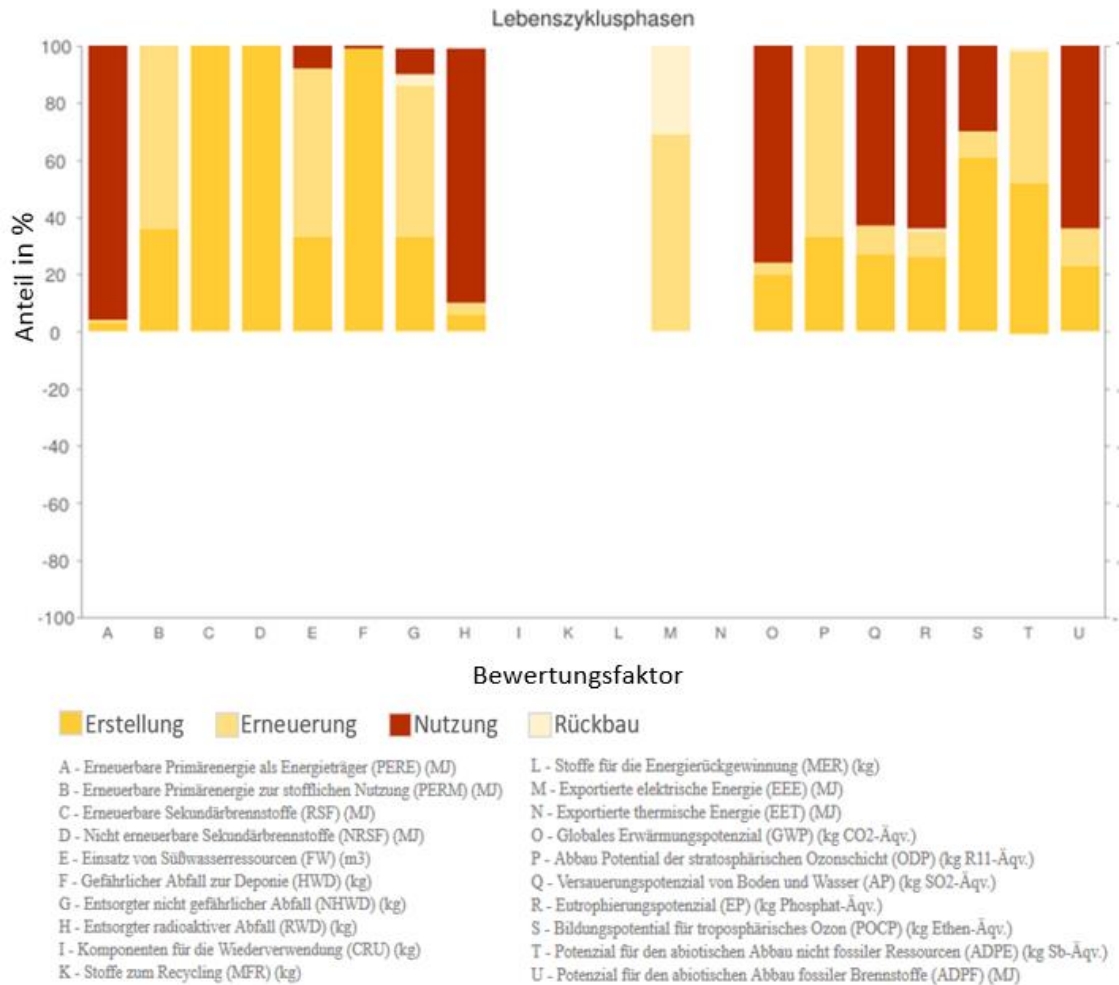 Lebenszyklusphasen
100
80
60
40
20
0
-20
-40
-60
-80
-100
Anteil in %
A B C D E F G H I K L M N O P Q R S T U
Bewertungsfaktor
Erstellung Erneuerung Nutzung Rückbau
A - Erneuerbare Primärenergie als Energieträger (PERE) (MJ)
B - Erneuerbare Primärenergie zur stofflichen Nutzung (PERM) (MJ)
C - Erneuerbare Sekundärbrennstoffe (RSF) (MJ)
D - Nicht erneuerbare Sekundärbrennstoffe (NRSF) (MJ)
E - Einsatz von Süßwasserressourcen (FW) (m3)
F - Gefährlicher Abfall zur Deponie (HWD) (kg)
G - Entsorgter nicht gefährlicher Abfall (NHWD) (kg)
H - Entsorgter radioaktiver Abfall (RWD) (kg)
I - Komponenten für die Wiederverwendung (CRU) (kg)
K - Stoffe zum Recycling (MFR) (kg)
L - Stoffe für die Energierückgewinnung (MER) (kg)
M - Exportierte elektrische Energie (EEE) (MJ)
N - Exportierte thermische Energie (EET) (MJ)
O - Globales Erwärmungspotenzial (GWP) (kg CO2-Äqv.)
P - Abbau Potential der stratosphärischen Ozonschicht (ODP) (kg R11-Äqv.)
Q - Versauerungspotenzial von Boden und Wasser (AP) (kg SO2-Äqv.)
R - Eutrophierungspotenzial (EP) (kg Phosphat-Äqv.)
S - Bildungspotential für troposphärisches Ozon (POCP) (kg Ethen-Äqv.)
T - Potenzial für den abiotischen Abbau nicht fossiler Ressourcen (ADPE) (kg Sb-Äqv.)
U - Potenzial für den abiotischen Abbau fossiler Brennstoffe (ADPF) (MJ)